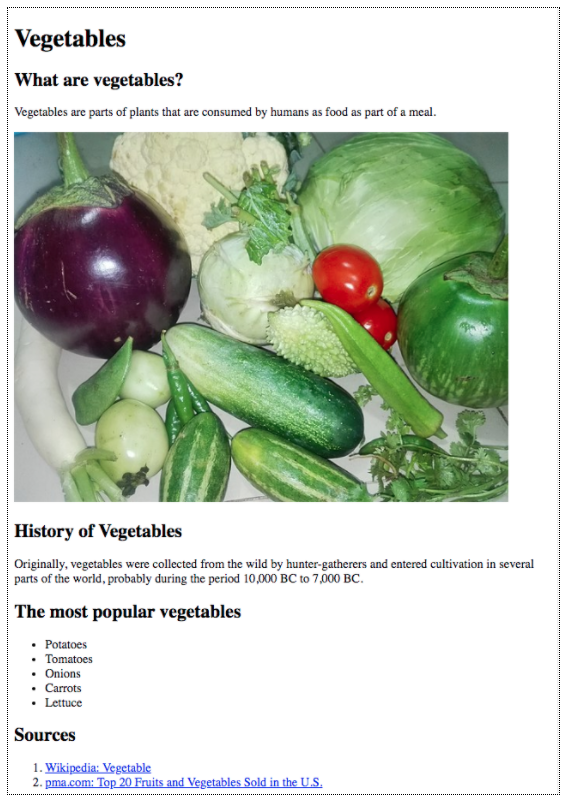 Vegetables
What are vegetables?
Vegetables are parts of plants that are consumed by humans as food as part of a meal.
History of Vegetables
Originally, vegetables were collected from the wild by hunter-gatherers and entered cultivation in several
parts of the world, probably during the period 10,000 BC to 7,000 BC.
The most popular vegetables
• Potatoes
• Tomatoes
• Onions
• Carrots
• Lettuce
Sources
1. Wikipedia: Vegetable
2. pma.com: Top 20 Fruits and Vegetables Sold in the U.S.